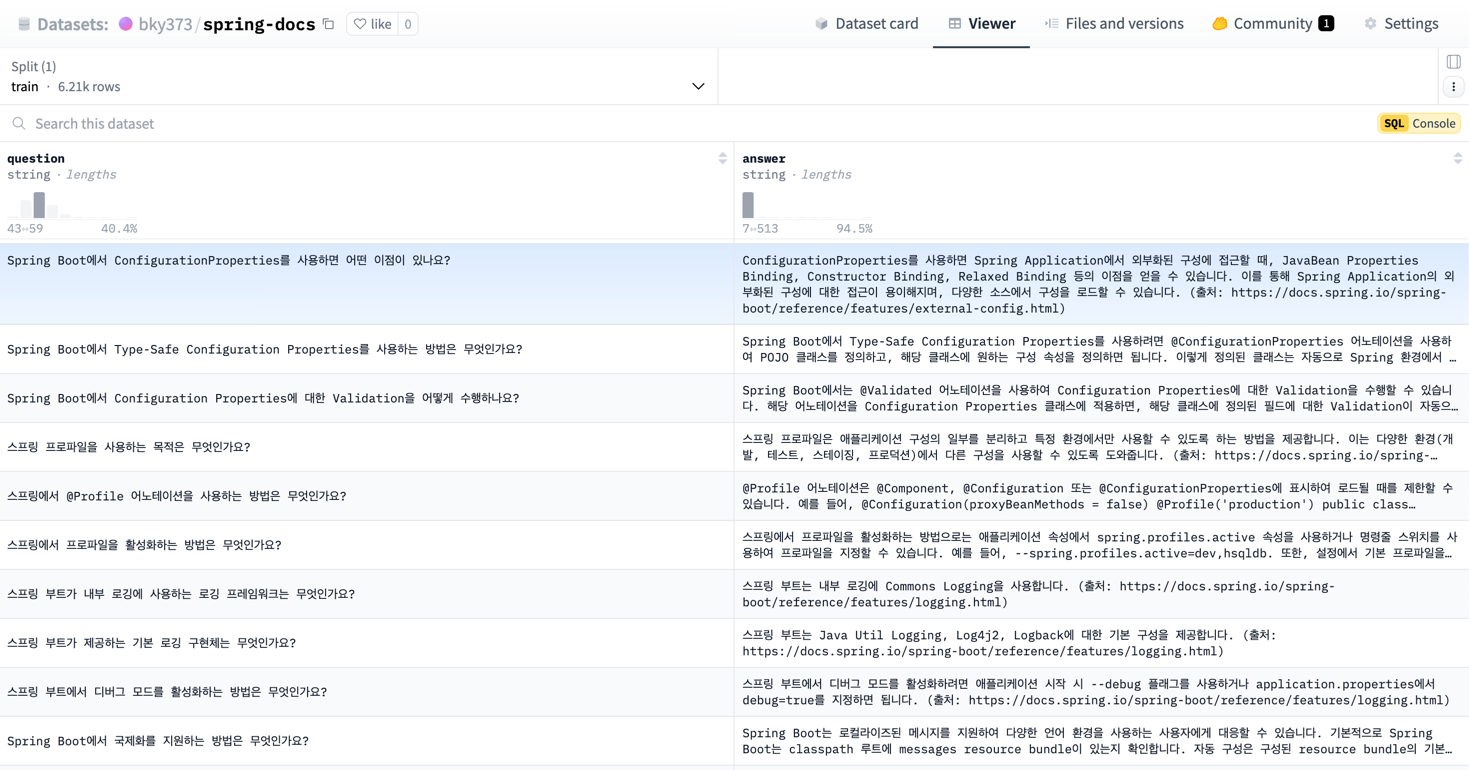 Datasets: bky373/spring-docs like 0 Dataset card Viewer Files and versions Community 1 Settings
Split (1)
train · 6.21k rows
Search this dataset SQL Console
question answer
string · lengths string · lengths
43↔59 40.4% 7↔513 94.5%
Spring Boot에서 ConfigurationProperties를 사용하면 어떤 이점이 있나요?
ConfigurationProperties를 사용하면 Spring Application에서 외부화된 구성에 접근할 때, JavaBean Properties
Binding, Constructor Binding, Relaxed Binding 등의 이점을 얻을 수 있습니다. 이를 통해 Spring Application의 외
부화된 구성에 대한 접근이 용이해지며, 다양한 소스에서 구성을 로드할 수 있습니다. (출처: https://docs.spring.io/spring-
boot/reference/features/external-config.html)
Spring Boot에서 Type-Safe Configuration Properties를 사용하는 방법은 무엇인가요?
Spring Boot에서 Type-Safe Configuration Properties를 사용하려면 @ConfigurationProperties 어노테이션을 사용하
여 POJO 클래스를 정의하고, 해당 클래스에 원하는 구성 속성을 정의하면 됩니다. 이렇게 정의된 클래스는 자동으로 Spring 환경에서 …
Spring Boot에서 Configuration Properties에 대한 Validation을 어떻게 수행하나요?
Spring Boot에서는 @Validated 어노테이션을 사용하여 Configuration Properties에 대한 Validation을 수행할 수 있습니
다. 해당 어노테이션을 Configuration Properties 클래스에 적용하면, 해당 클래스에 정의된 필드에 대한 Validation이 자동으…
스프링 프로파일을 사용하는 목적은 무엇인가요?
스프링 프로파일은 애플리케이션 구성의 일부를 분리하고 특정 환경에서만 사용할 수 있도록 하는 방법을 제공합니다. 이는 다양한 환경(개
발, 테스트, 스테이징, 프로덕션)에서 다른 구성을 사용할 수 있도록 도와줍니다. (출처: https://docs.spring.io/spring-…
스프링에서 @Profile 어노테이션을 사용하는 방법은 무엇인가요?
@Profile 어노테이션은 @Component, @Configuration 또는 @ConfigurationProperties에 표시하여 로드될 때를 제한할 수
있습니다. 예를 들어, @Configuration(proxyBeanMethods = false) @Profile('production') public class…
스프링에서 프로파일을 활성화하는 방법은 무엇인가요?
스프링에서 프로파일을 활성화하는 방법으로는 애플리케이션 속성에서 spring.profiles.active 속성을 사용하거나 명령줄 스위치를 사
용하여 프로파일을 지정할 수 있습니다. 예를 들어, --spring.profiles.active=dev,hsqldb. 또한, 설정에서 기본 프로파일을…
스프링 부트가 내부 로깅에 사용하는 로깅 프레임워크는 무엇인가요?
스프링 부트는 내부 로깅에 Commons Logging을 사용합니다. (출처: https://docs.spring.io/spring-
boot/reference/features/logging.html)
스프링 부트가 제공하는 기본 로깅 구현체는 무엇인가요?
스프링 부트는 Java Util Logging, Log4j2, Logback에 대한 기본 구성을 제공합니다. (출처:
https://docs.spring.io/spring-boot/reference/features/logging.html)
스프링 부트에서 디버그 모드를 활성화하는 방법은 무엇인가요?
스프링 부트에서 디버그 모드를 활성화하려면 애플리케이션 시작 시 --debug 플래그를 사용하거나 application.properties에서
debug=true를 지정하면 됩니다. (출처: https://docs.spring.io/spring-boot/reference/features/logging.html)
Spring Boot에서 국제화를 지원하는 방법은 무엇인가요?
Spring Boot는 로컬라이즈된 메시지를 지원하여 다양한 언어 환경을 사용하는 사용자에게 대응할 수 있습니다. 기본적으로 Spring
Boot는 classpath 루트에 messages resource bundle이 있는지 확인합니다. 자동 구성은 구성된 resource bundle의 기본…